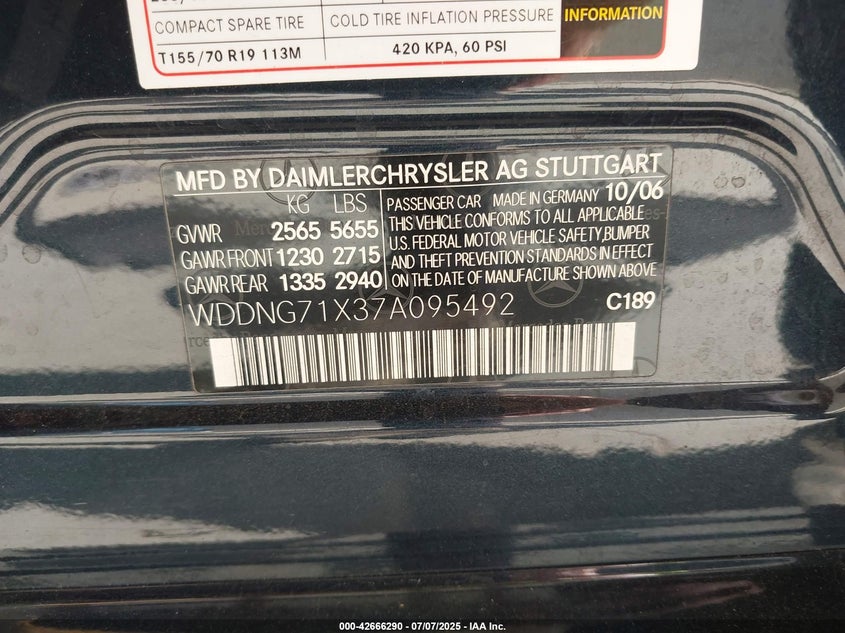 COMPACT SPARE TIRE COLD TIRE INFLATION PRESSURE
INFORMATION
T155/70 R19 113M 420 KPA, 60 PSI
MFD BY DAIMLERCHRYSLER AG STUTTGART
KG LBS
GVWR 2565 5655
GAWR FRONT 1230 2715
GAWR REAR 1335 2940
PASSENGER CAR MADE IN GERMANY 10/06
THIS VEHICLE CONFORMS TO ALL APPLICABLE
U.S. FEDERAL MOTOR VEHICLE SAFETY,BUMPER
AND THEFT PREVENTION STANDARDS IN EFFECT
ON THE DATE OF MANUFACTURE SHOWN ABOVE
WDDNG71X37A095492 C189
000-42666290 - 07/07/2025 - IAA Inc.